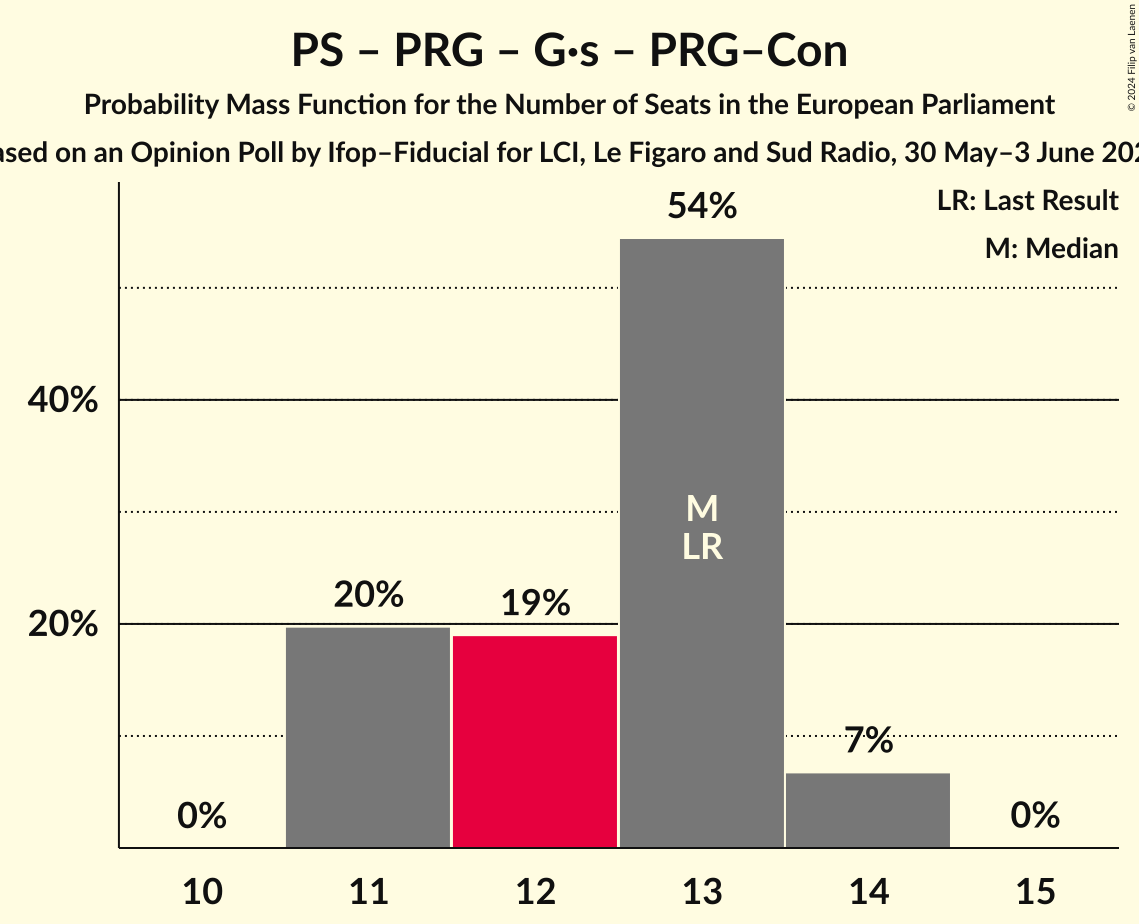 PS – PRG – G·s – PRG–Con
Probability Mass Function for the Number of Seats in the European Parliament
on an Opinion Poll by Ifop–Fiducial for LCI, Le Figaro and Sud Radio, 30 May–3 June
© 2024 Filip van Laenen
LR: Last Result
M: Median
54%
40%
M
LR
20%
19%
20%
7%
0%
0%
10 11 12 13 14 15